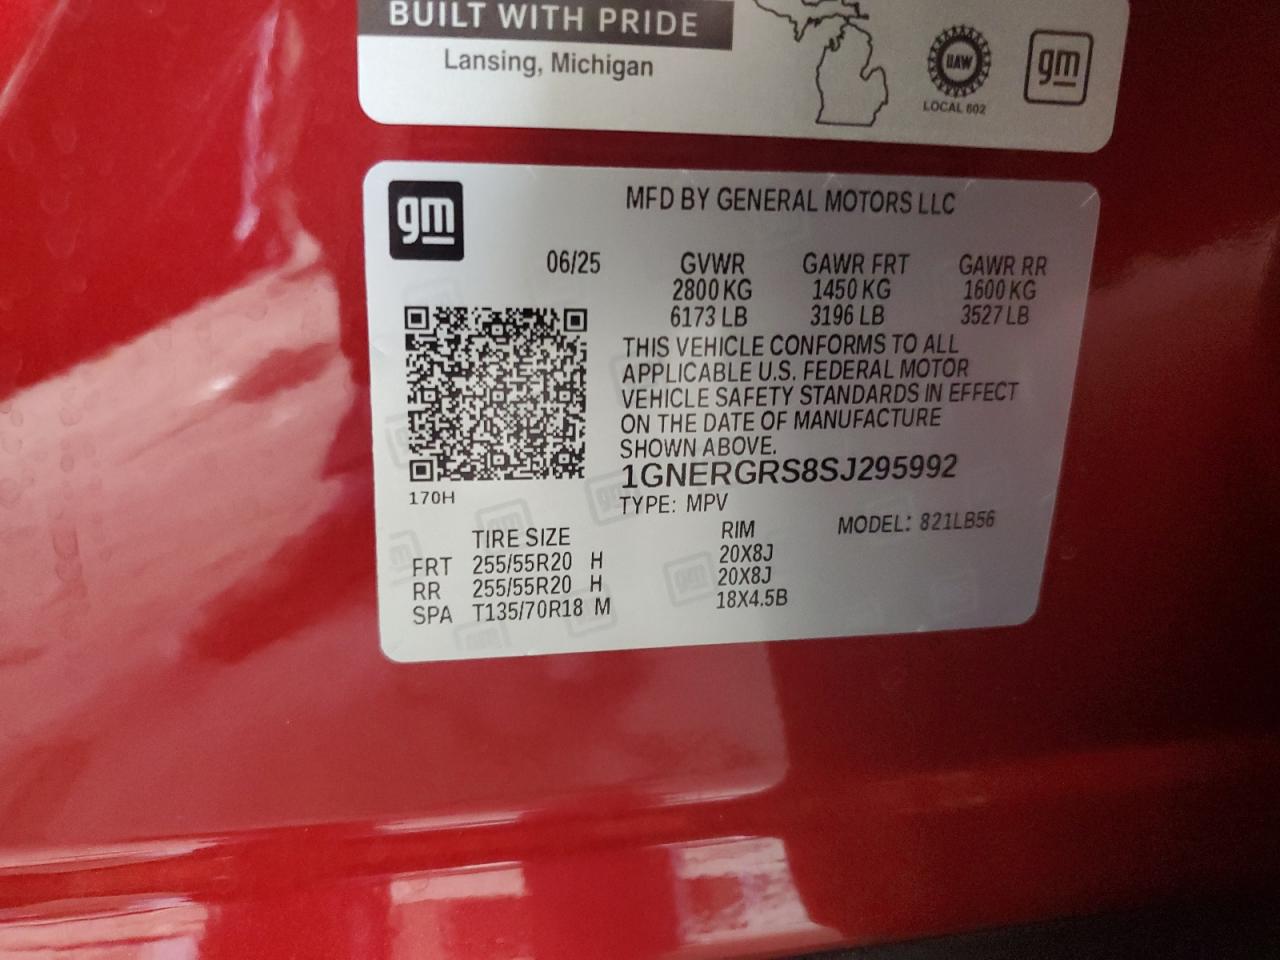 BUILT WITH PRIDE
Lansing, Michigan
UAW
LOCAL 602
gm
gm
MFD BY GENERAL MOTORS LLC
06/25
GVWR GAWR FRT GAWR RR
2800 KG 1450 KG 1600 KG
6173 LB 3196 LB 3527 LB
THIS VEHICLE CONFORMS TO ALL
APPLICABLE U.S. FEDERAL MOTOR
VEHICLE SAFETY STANDARDS IN EFFECT
ON THE DATE OF MANUFACTURE
SHOWN ABOVE.
1GNERGRS8SJ295992
170H
TYPE: MPV
MODEL: 821LB56
TIRE SIZE RIM
FRT 255/55R20 H 20X8J
RR 255/55R20 H 20X8J
SPA T135/70R18 M 18X4.5B